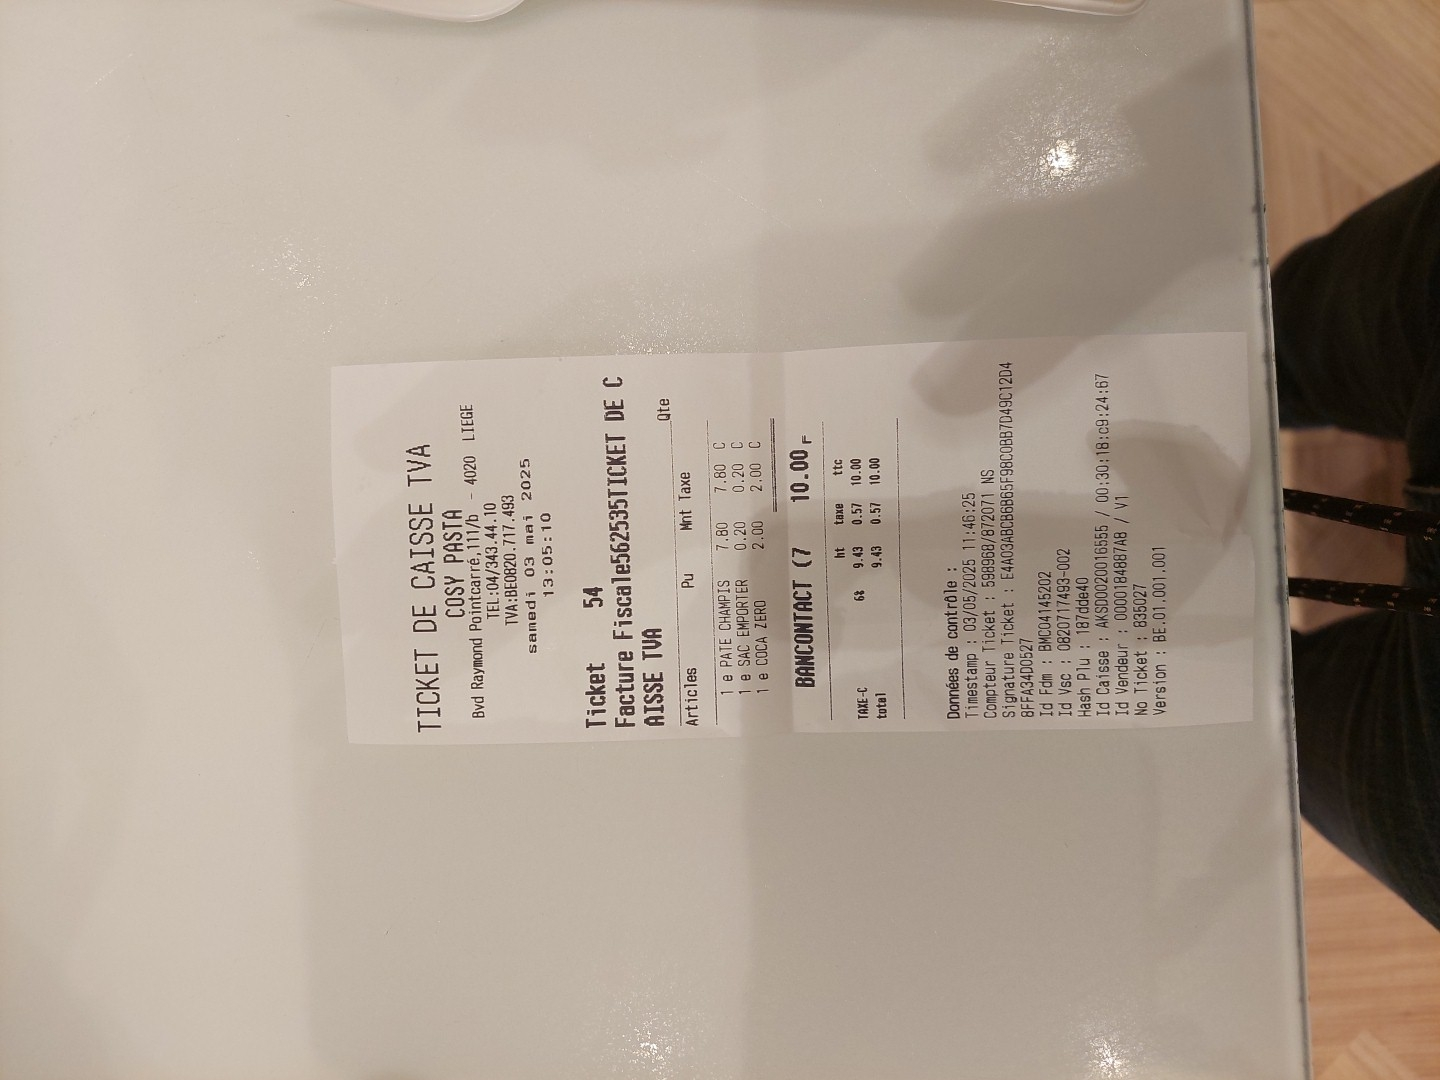 TICKET DE CAISSE TVA
COSY PASTA
Bvd Raymond Pointcarré,111/b - 4020 LIEGE
TEL:04/343.44.10
TVA:BE0820.717.493
samedi 03 mai 2025
13:05:10
Ticket 54
Facture Fiscale562535TICKET DE C
AISSE TVA
Articles Pu Mnt Taxe Qte
1 e PATE CHAMPIS 7.80 7.80 C
1 e SAC EMPORTER 0.20 0.20 C
1 e COCA ZERO 2.00 2.00 C
BANCONTACT (7 10.00 F
ht taxe ttc
TAXE-C 6% 9.43 0.57 10.00
total 9.43 0.57 10.00
Données de contrôle :
Timestamp : 03/05/2025 11:46:25
Compteur Ticket : 598968/872071 NS
Signature Ticket : E4A03ABCB6B65F98C0BB7D49C12D4
8FFA34D0527
Id Fdm : BMC04145202
Id Vsc : 0820717493-002
Hash Plu : 187dde40
Id Caisse : AKSD0020016555 / 00:30:18:c9:24:67
Id Vendeur : 0000184887A8 / V1
No Ticket : 835027
Version : BE.01.001.001